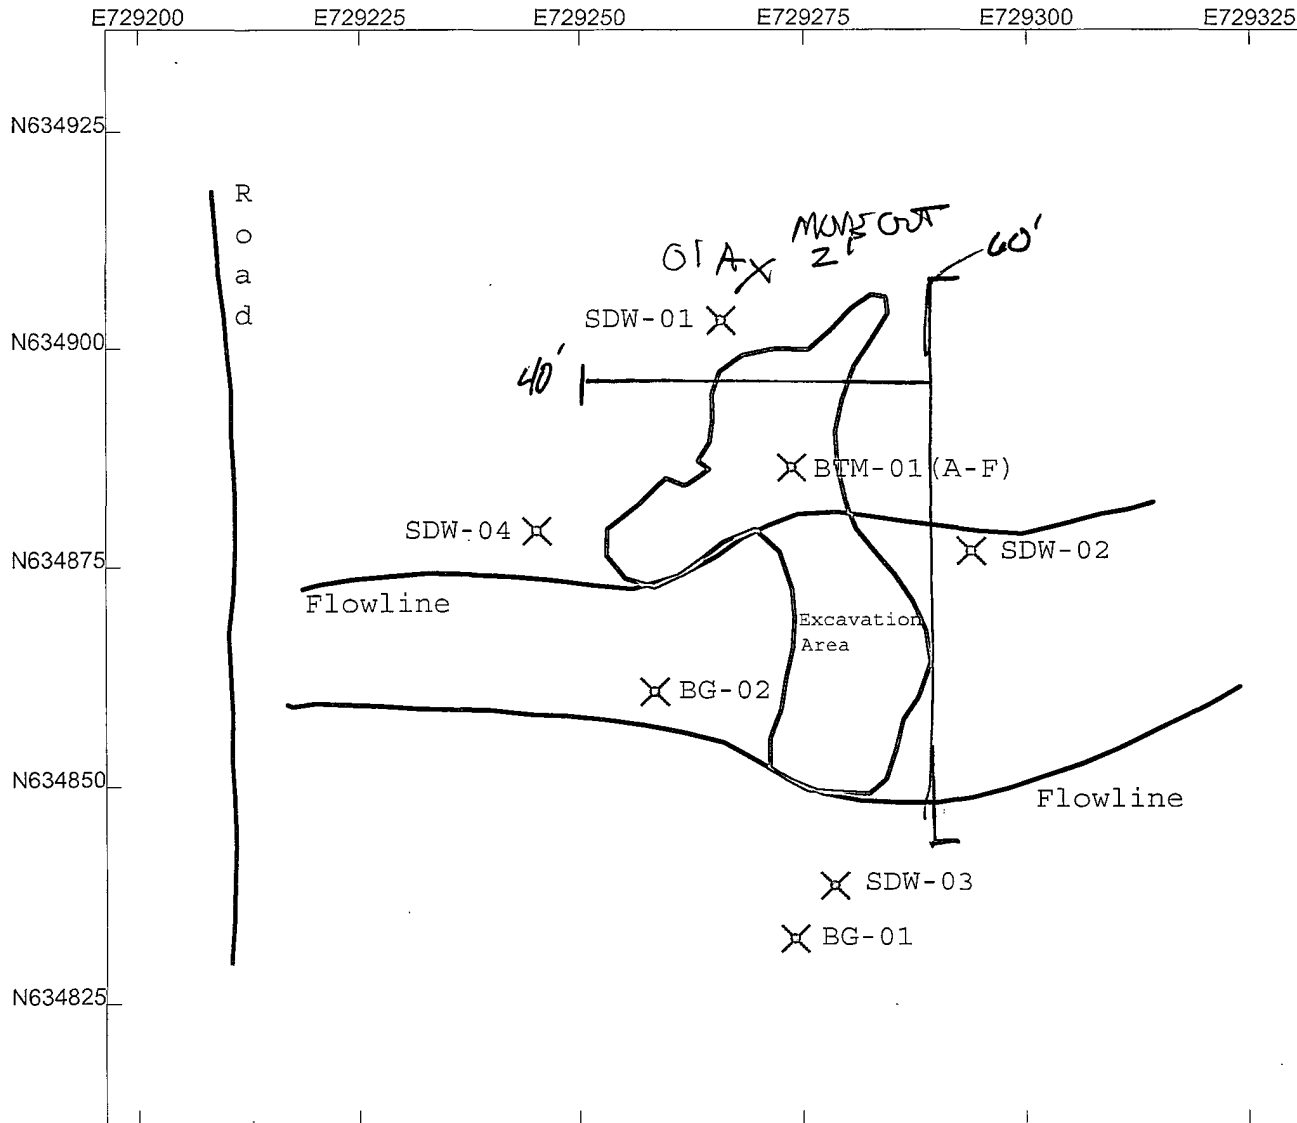 E729200 E729225 E729250 E729275 E729300 E729325
N634925
Road
MOVE OUT
2'
01A
60'
SDW-01
N634900
40'
BTM-01(A-F)
SDW-04
SDW-02
N634875
Flowline
Excavation
Area
BG-02
N634850
Flowline
SDW-03
BG-01
N634825